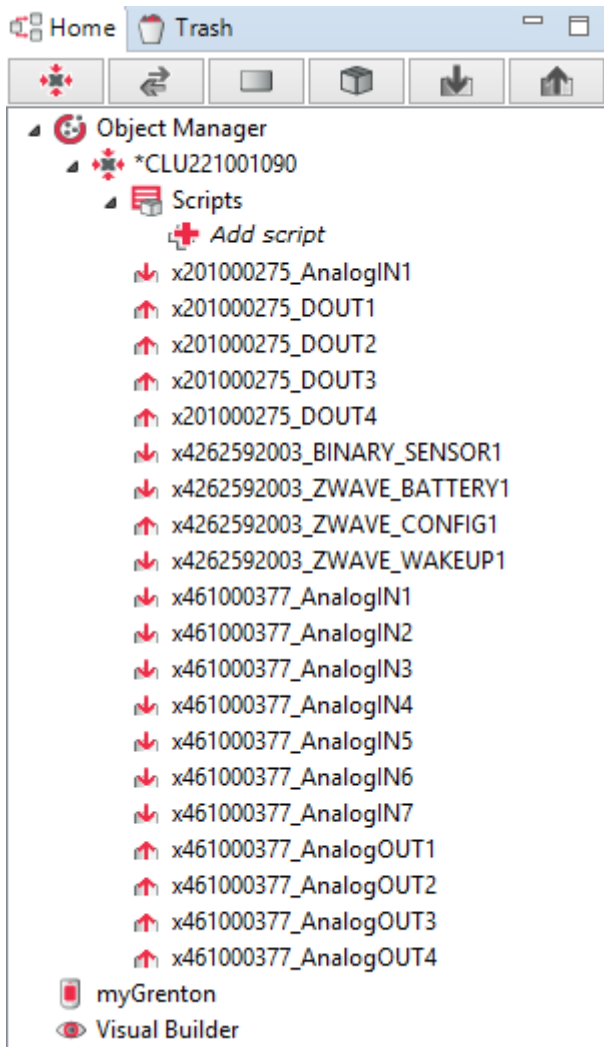 Home Trash
Object Manager
*CLU221001090
Scripts
Add script
x201000275_AnalogIN1
x201000275_DOUT1
x201000275_DOUT2
x201000275_DOUT3
x201000275_DOUT4
x4262592003_BINARY_SENSOR1
x4262592003_ZWAVE_BATTERY1
x4262592003_ZWAVE_CONFIG1
x4262592003_ZWAVE_WAKEUP1
x461000377_AnalogIN1
x461000377_AnalogIN2
x461000377_AnalogIN3
x461000377_AnalogIN4
x461000377_AnalogIN5
x461000377_AnalogIN6
x461000377_AnalogIN7
x461000377_AnalogOUT1
x461000377_AnalogOUT2
x461000377_AnalogOUT3
x461000377_AnalogOUT4
myGrenton
Visual Builder